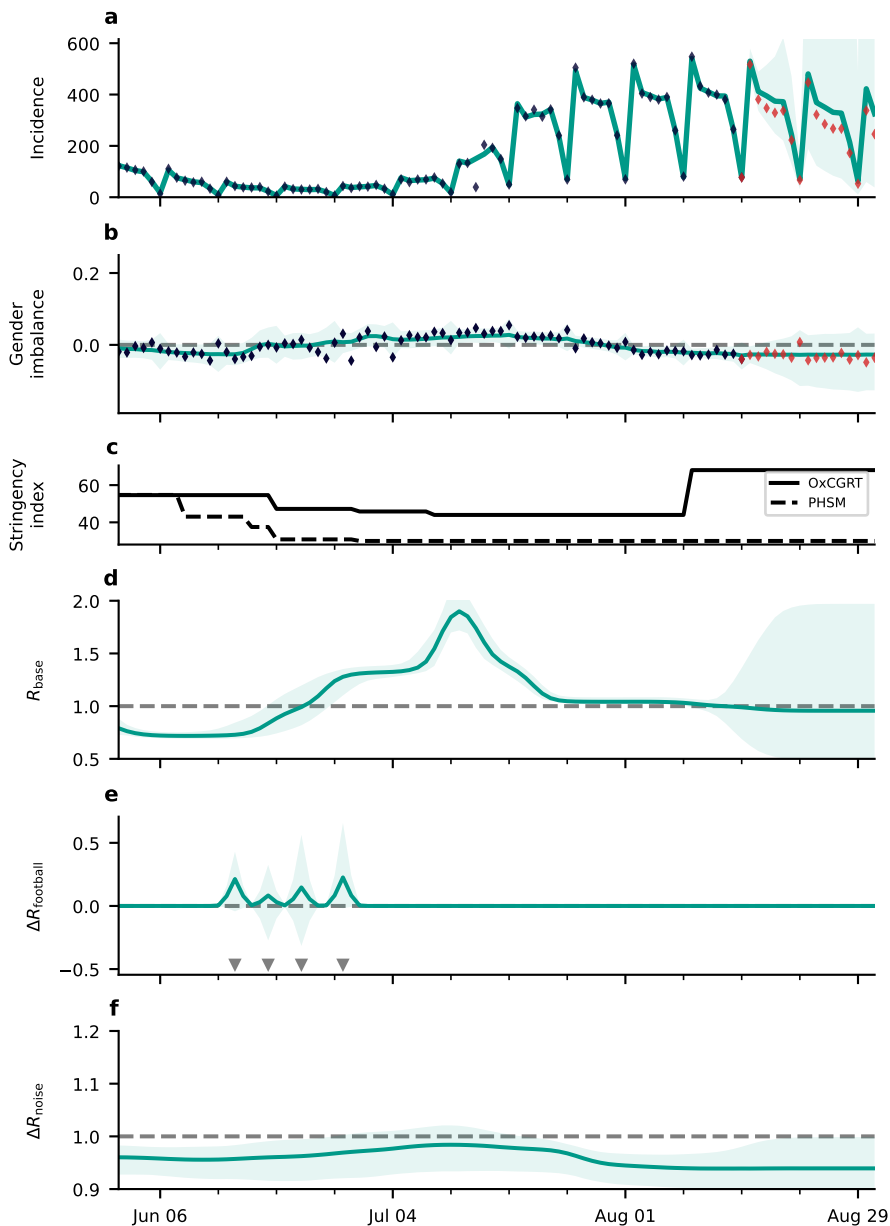 a
600
400
200
0
Incidence
b
0.2
0.0
Gender
imbalance
c
60
40
Stringency
index
OxCGRT
PHSM
d
2.0
1.5
1.0
0.5
R_base
e
0.5
0.0
−0.5
ΔR_football
f
1.2
1.1
1.0
0.9
ΔR_noise
Jun 06
Jul 04
Aug 01
Aug 29